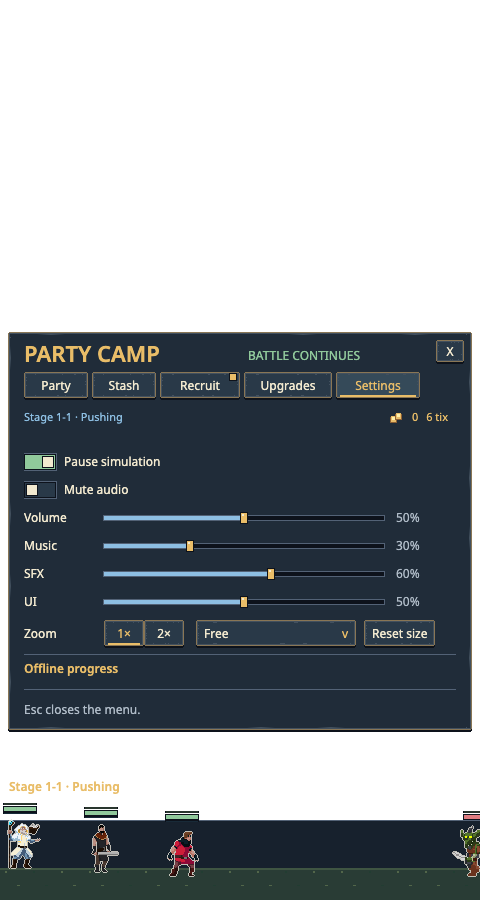 PARTY CAMP BATTLE CONTINUES X
Party Stash Recruit Upgrades Settings
Stage 1-1 · Pushing 0 6 tix
Pause simulation
Mute audio
Volume 50%
Music 30%
SFX 60%
UI 50%
Zoom 1× 2× Free v Reset size
Offline progress
Esc closes the menu.
Stage 1-1 · Pushing